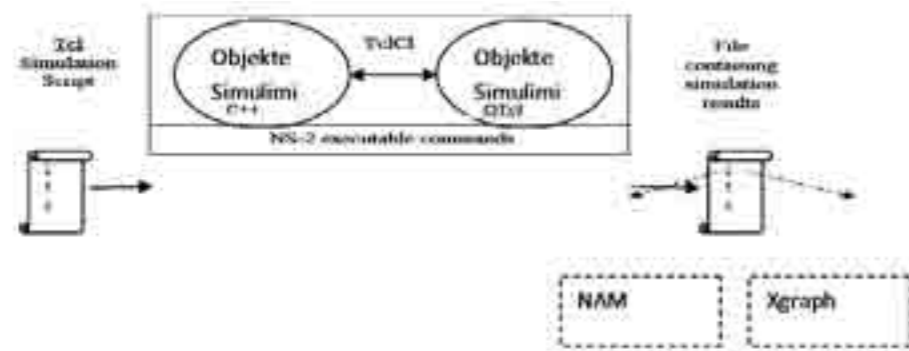 Tcl
Simulation
Script
Objekte
Simulimi
C++
TclCl
Objekte
Simulimi
OTcl
NS-2 executable commands
File
containing
simulation
results
NAM
Xgraph